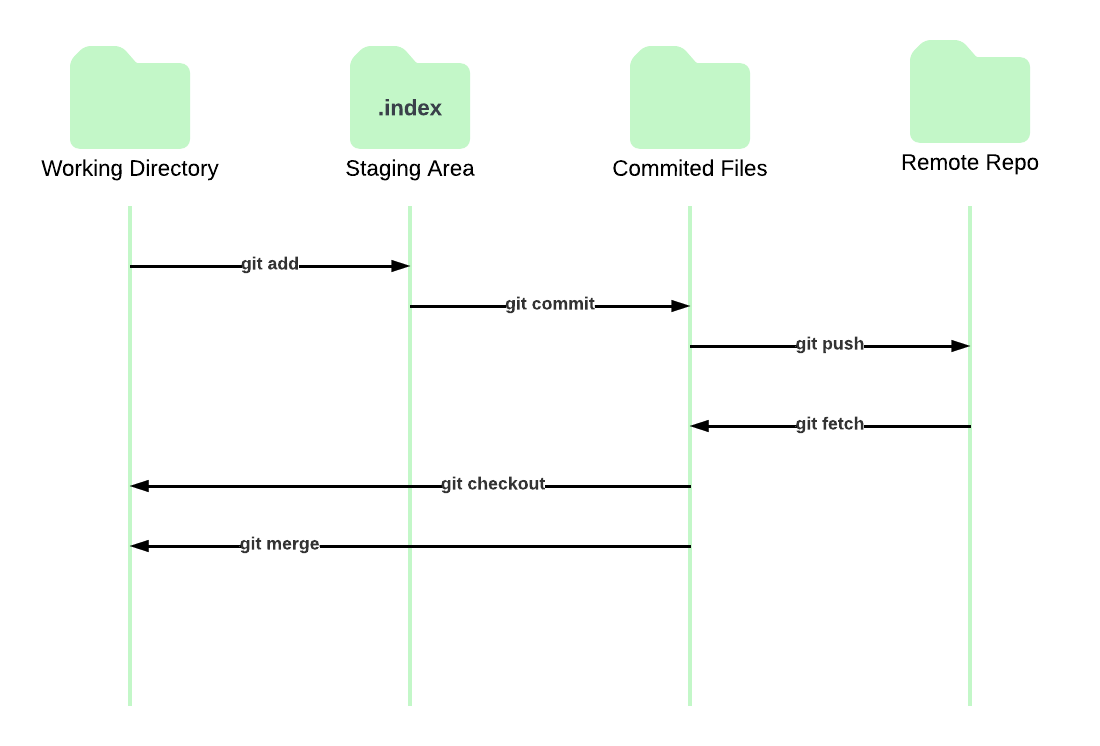 .index
Working Directory
Staging Area
Commited Files
Remote Repo
git add
git commit
git push
git fetch
git checkout
git merge